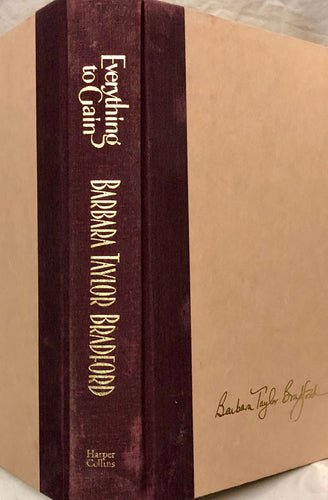 Everything
to Gain
BARBARA TAYLOR BRADFORD
Harper
Collins
Barbara Taylor Bradford